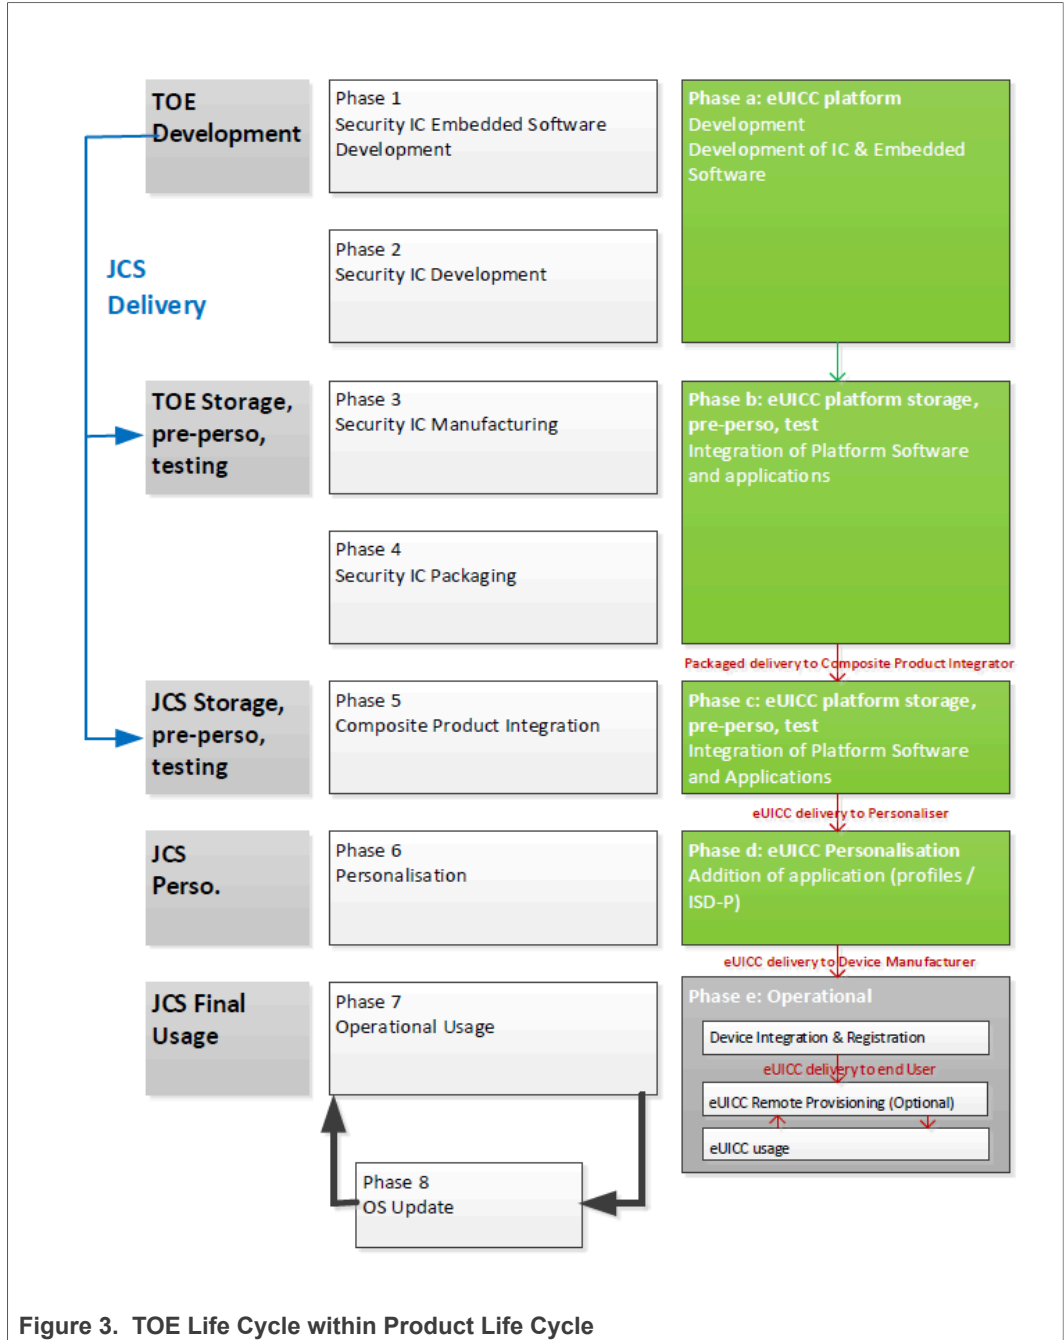 TOE
Development
Phase 1
Security IC Embedded Software
Development
Phase a: eUICC platform
Development
Development of IC & Embedded
Software
Phase 2
Security IC Development
JCS
Delivery
TOE Storage,
pre-perso,
testing
Phase 3
Security IC Manufacturing
Phase b: eUICC platform storage,
pre-perso, test
Integration of Platform Software
and applications
Phase 4
Security IC Packaging
Packaged delivery to Composite Product Integrator
JCS Storage,
pre-perso,
testing
Phase 5
Composite Product Integration
Phase c: eUICC platform storage,
pre-perso, test
Integration of Platform Software
and Applications
eUICC delivery to Personaliser
JCS
Perso.
Phase 6
Personalisation
Phase d: eUICC Personalisation
Addition of application (profiles /
ISD-P)
eUICC delivery to Device Manufacturer
JCS Final
Usage
Phase 7
Operational Usage
Phase e: Operational
Device Integration & Registration
eUICC delivery to end User
eUICC Remote Provisioning (Optional)
eUICC usage
Phase 8
OS Update
Figure 3. TOE Life Cycle within Product Life Cycle